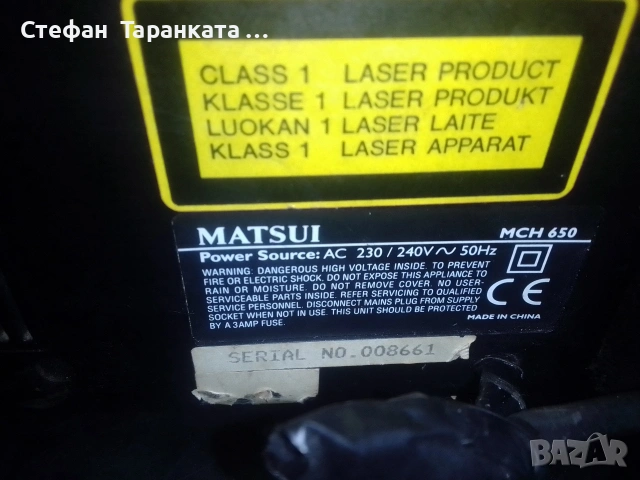 Стефан Таранката ...
CLASS 1 LASER PRODUCT
KLASSE 1 LASER PRODUKT
LUOKAN 1 LASER LAITE
KLASS 1 LASER APPARAT
MATSUI MCH 650
Power Source: AC 230 / 240V ~ 50Hz
WARNING: DANGEROUS HIGH VOLTAGE INSIDE. TO PREVENT
FIRE OR ELECTRIC SHOCK. DO NOT EXPOSE THIS APPLIANCE TO
RAIN OR MOISTURE. DO NOT REMOVE COVER. NO USER-
SERVICEABLE PARTS INSIDE. REFER SERVICING TO QUALIFIED
SERVICE PERSONNEL. DISCONNECT MAINS PLUG FROM SUPPLY
SOCKET WHEN NOT IN USE. THIS UNIT SHOULD BE PROTECTED
BY A 3AMP FUSE.
CE
MADE IN CHINA
SERIAL NO.008661
BAZAR